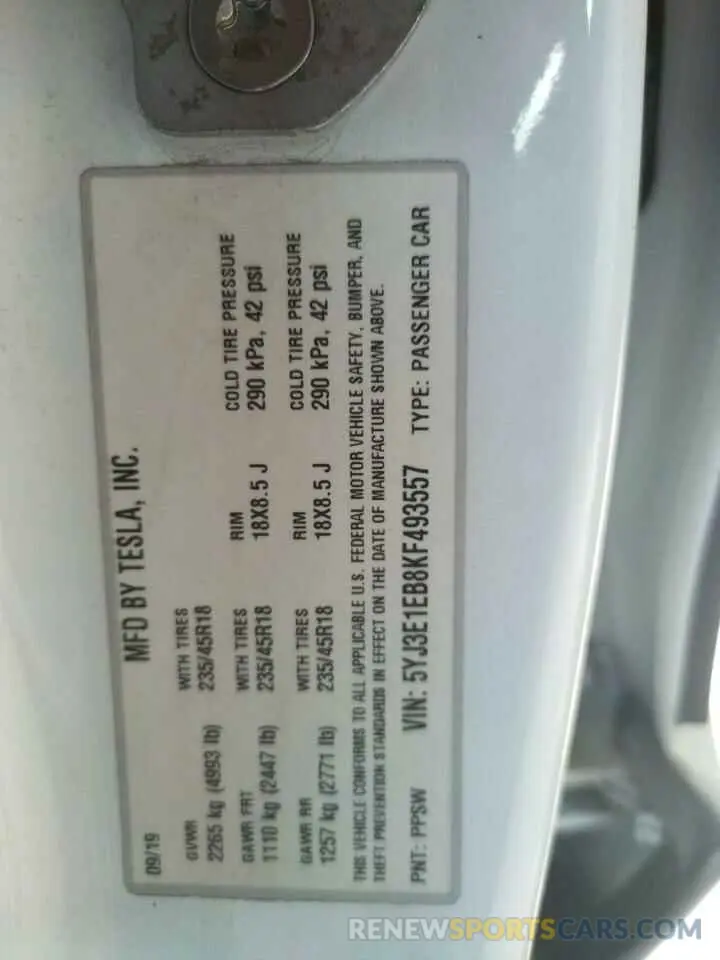 MFD BY TESLA, INC.
09/19
GVWR WITH TIRES
2265 kg (4993 lb) 235/45R18
GAWR FRT WITH TIRES RIM COLD TIRE PRESSURE
1110 kg (2447 lb) 235/45R18 18X8.5 J 290 kPa, 42 psi
GAWR RR WITH TIRES RIM COLD TIRE PRESSURE
1257 kg (2771 lb) 235/45R18 18X8.5 J 290 kPa, 42 psi
THIS VEHICLE CONFORMS TO ALL APPLICABLE U.S. FEDERAL MOTOR VEHICLE SAFETY, BUMPER, AND
THEFT PREVENTION STANDARDS IN EFFECT ON THE DATE OF MANUFACTURE SHOWN ABOVE.
PNT: PPSW VIN: 5YJ3E1EB8KF493557 TYPE: PASSENGER CAR
RENEWSPORTSCARS.COM